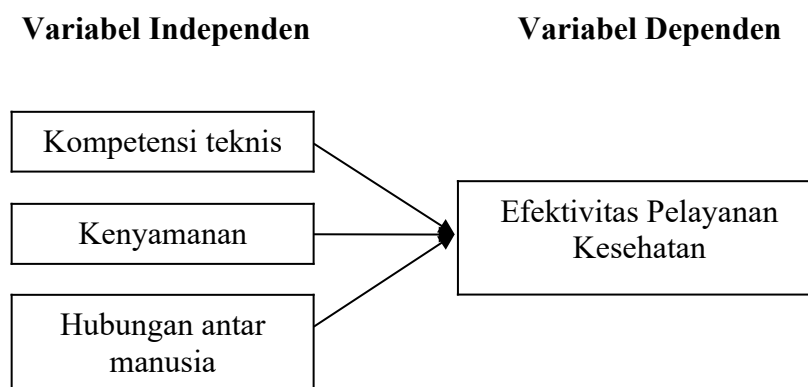 Variabel Independen
Variabel Dependen
Kompetensi teknis
Kenyamanan
Hubungan antar
manusia
Efektivitas Pelayanan
Kesehatan